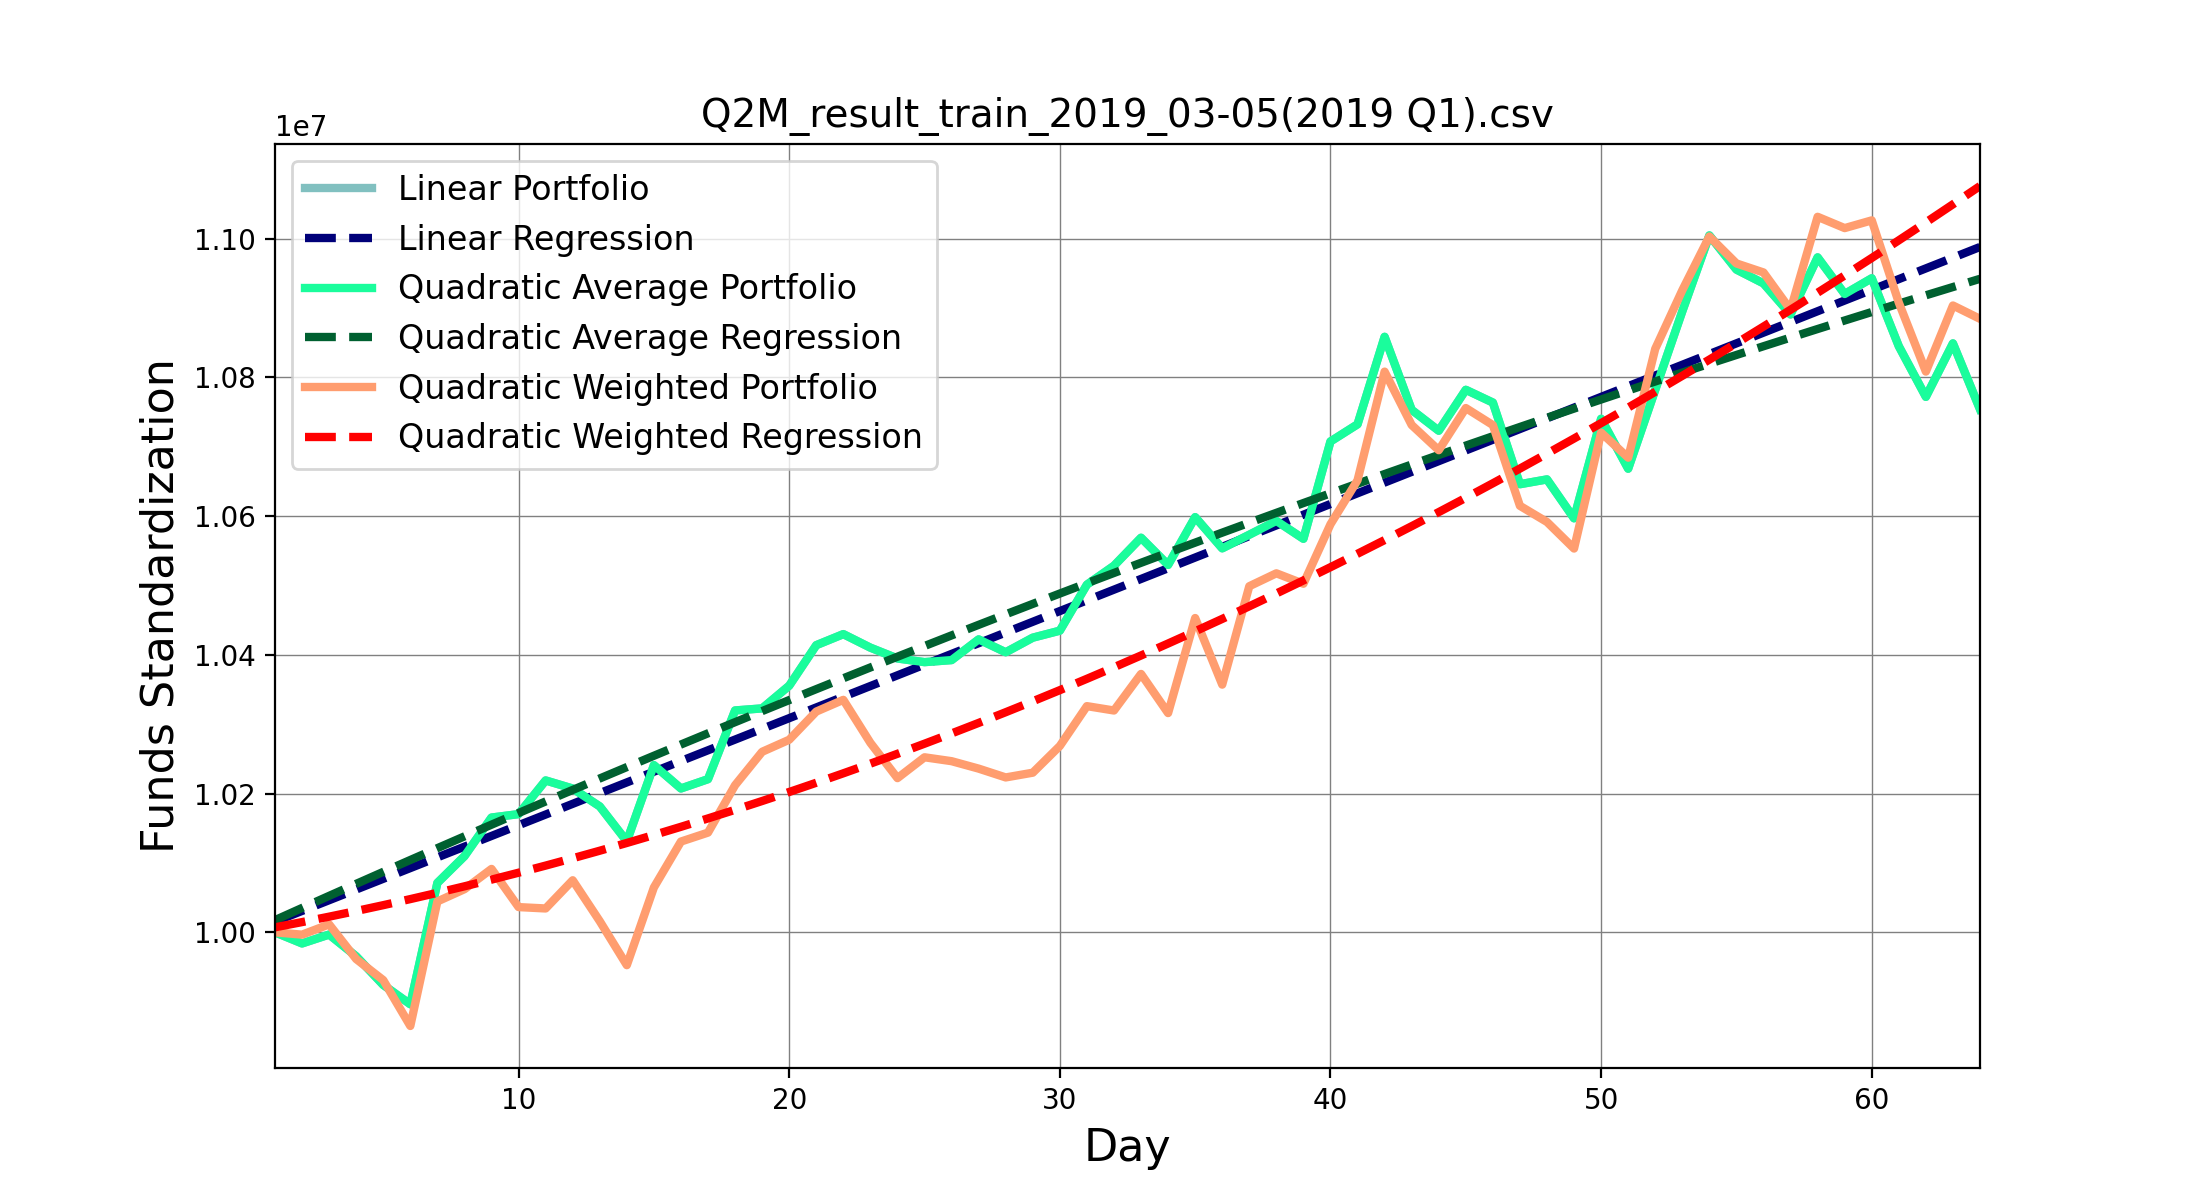 Q2M_result_train_2019_03-05(2019 Q1).csv
1e7
Linear Portfolio
Linear Regression
Quadratic Average Portfolio
Quadratic Average Regression
Quadratic Weighted Portfolio
Quadratic Weighted Regression
1.10
1.08
1.06
1.04
1.02
1.00
Funds Standardization
10 20 30 40 50 60
Day